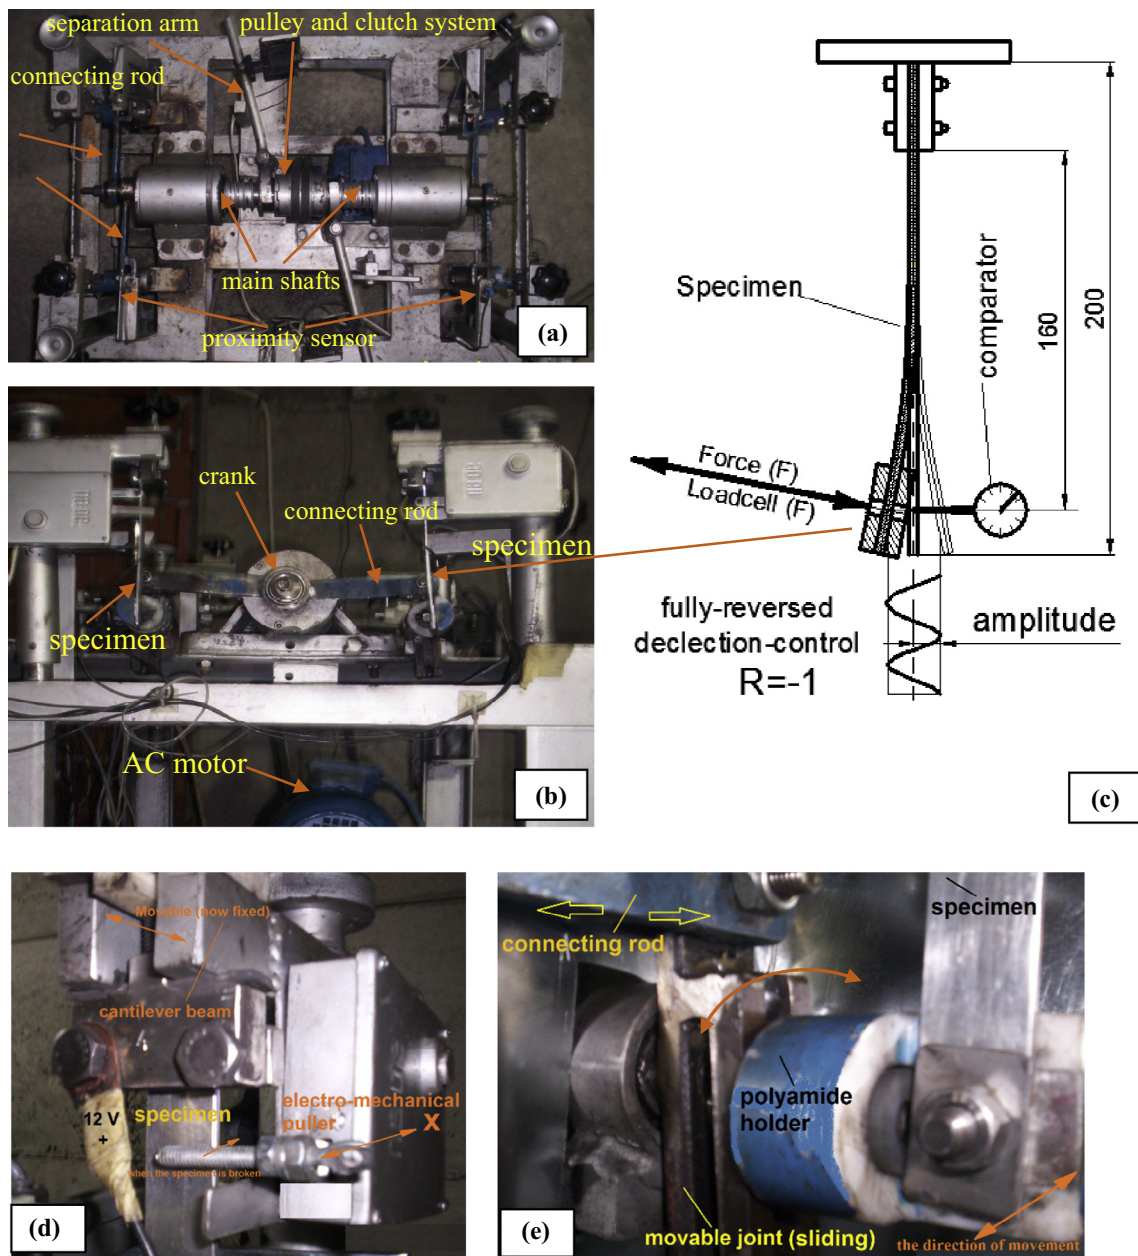 separation arm
pulley and clutch system
connecting rod
main shafts
proximity sensor
(a)
crank
connecting rod
specimen
specimen
AC motor
(b)
Specimen
comparator
160
200
Force (F)
Loadcell (F)
fully-reversed
declection-control
R=-1
amplitude
(c)
Movable (now fixed)
cantilever beam
12 V
+
specimen
electro-mechanical
puller
X
when the specimen is broken
(d)
connecting rod
specimen
polyamide
holder
movable joint (sliding)
the direction of movement
(e)